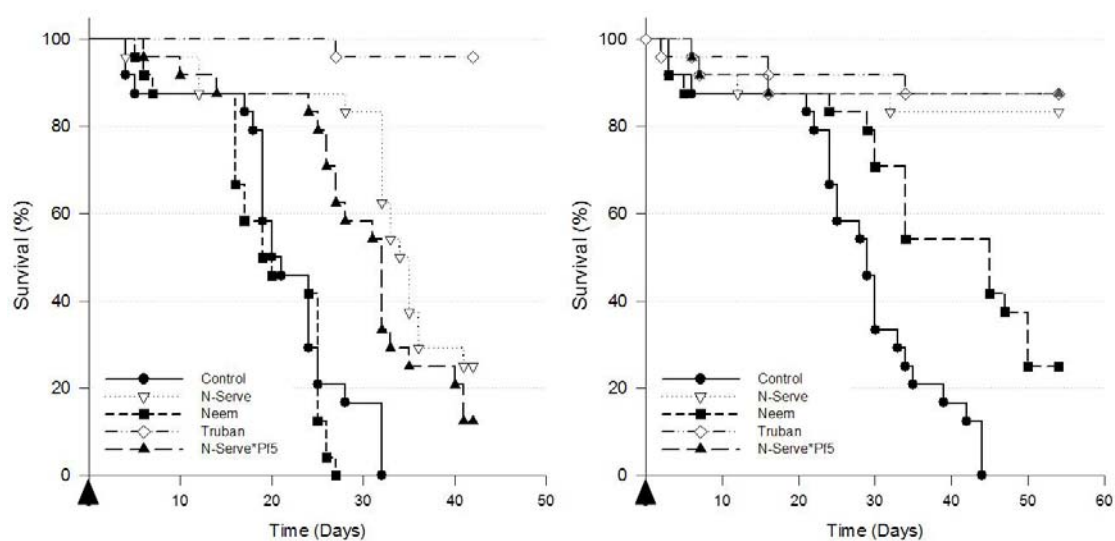 100
80
60
40
20
0
Survival (%)
Control
N-Serve
Neem
Truban
N-Serve*Pf5
10 20 30 40 50
Time (Days)
100
80
60
40
20
0
Survival (%)
Control
N-Serve
Neem
Truban
N-Serve*Pf5
10 20 30 40 50 60
Time (Days)